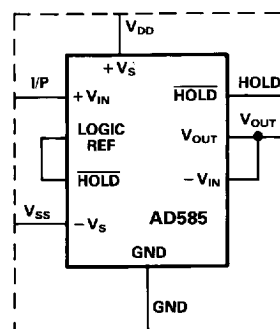 VDD
I/P
+VS
+VIN
HOLD
HOLD
LOGIC
REF
VOUT
VOUT
HOLD
-VIN
VSS
-VS
AD585
GND
GND